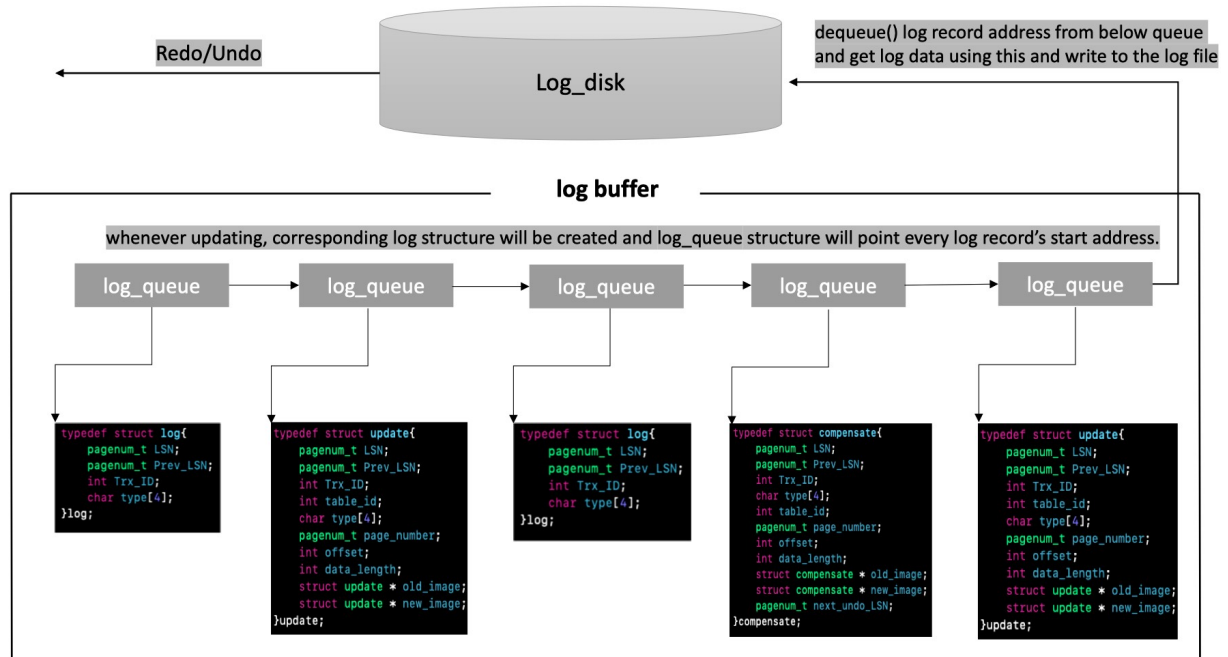 dequeue() log record address from below queue
and get log data using this and write to the log file
Redo/Undo
Log_disk
log buffer
whenever updating, corresponding log structure will be created and log_queue structure will point every log record's start address.
log_queue
log_queue
log_queue
log_queue
log_queue
typedef struct log{
pagenum_t LSN;
pagenum_t Prev_LSN;
int Trx_ID;
char type[4];
}log;
typedef struct update{
pagenum_t LSN;
pagenum_t Prev_LSN;
int Trx_ID;
int table_id;
char type[4];
pagenum_t page_number;
int offset;
int data_length;
struct update * old_image;
struct update * new_image;
}update;
typedef struct log{
pagenum_t LSN;
pagenum_t Prev_LSN;
int Trx_ID;
char type[4];
}log;
typedef struct compensate{
pagenum_t LSN;
pagenum_t Prev_LSN;
int Trx_ID;
char type[4];
int table_id;
pagenum_t page_number;
int offset;
int data_length;
struct compensate * old_image;
struct compensate * new_image;
pagenum_t next_undo_LSN;
}compensate;
typedef struct update{
pagenum_t LSN;
pagenum_t Prev_LSN;
int Trx_ID;
int table_id;
char type[4];
pagenum_t page_number;
int offset;
int data_length;
struct update * old_image;
struct update * new_image;
}update;